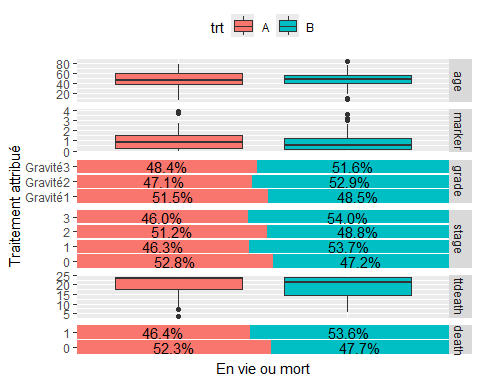 trt A B
Traitement attribué
80
60
40
20
age
4
3
2
1
0
marker
Gravité3 48.4% 51.6%
Gravité2 47.1% 52.9%
Gravité1 51.5% 48.5%
grade
3 46.0% 54.0%
2 51.2% 48.8%
1 46.3% 53.7%
0 52.8% 47.2%
stage
25
20
15
10
5
ttdeath
1 46.4% 53.6%
0 52.3% 47.7%
death
En vie ou mort